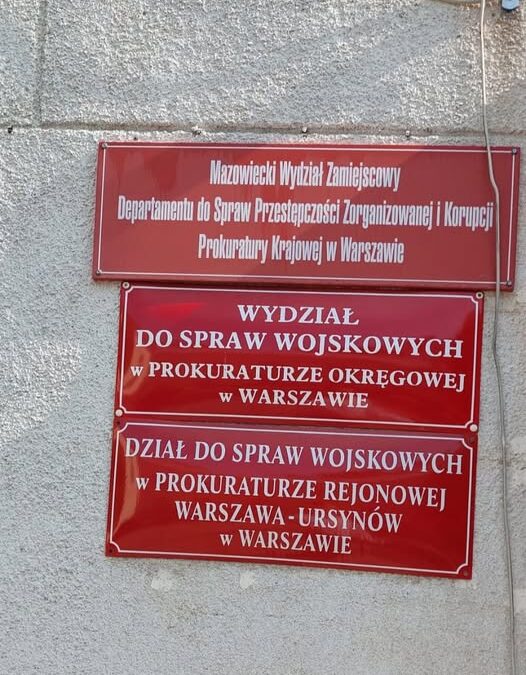 Mazowiecki Wydział Zamiejscowy
Departamentu do Spraw Przestępczości Zorganizowanej i Korupcji
Prokuratury Krajowej w Warszawie
WYDZIAŁ
DO SPRAW WOJSKOWYCH
w PROKURATURZE OKRĘGOWEJ
w WARSZAWIE
DZIAŁ DO SPRAW WOJSKOWYCH
w PROKURATURZE REJONOWEJ
WARSZAWA-URSYNÓW
w WARSZAWIE